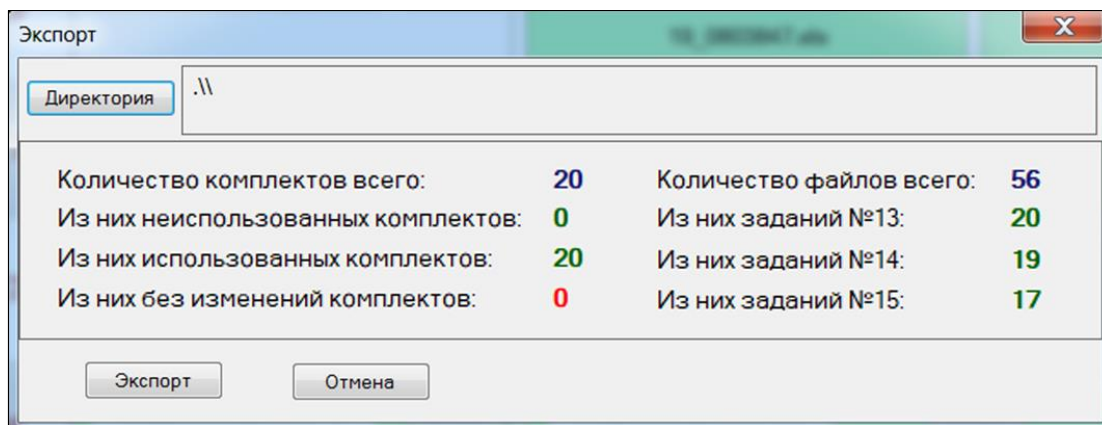 Экспорт
Директория
.\\
Количество комплектов всего: 20
Из них неиспользованных комплектов: 0
Из них использованных комплектов: 20
Из них без изменений комплектов: 0
Количество файлов всего: 56
Из них заданий №13: 20
Из них заданий №14: 19
Из них заданий №15: 17
Экспорт
Отмена